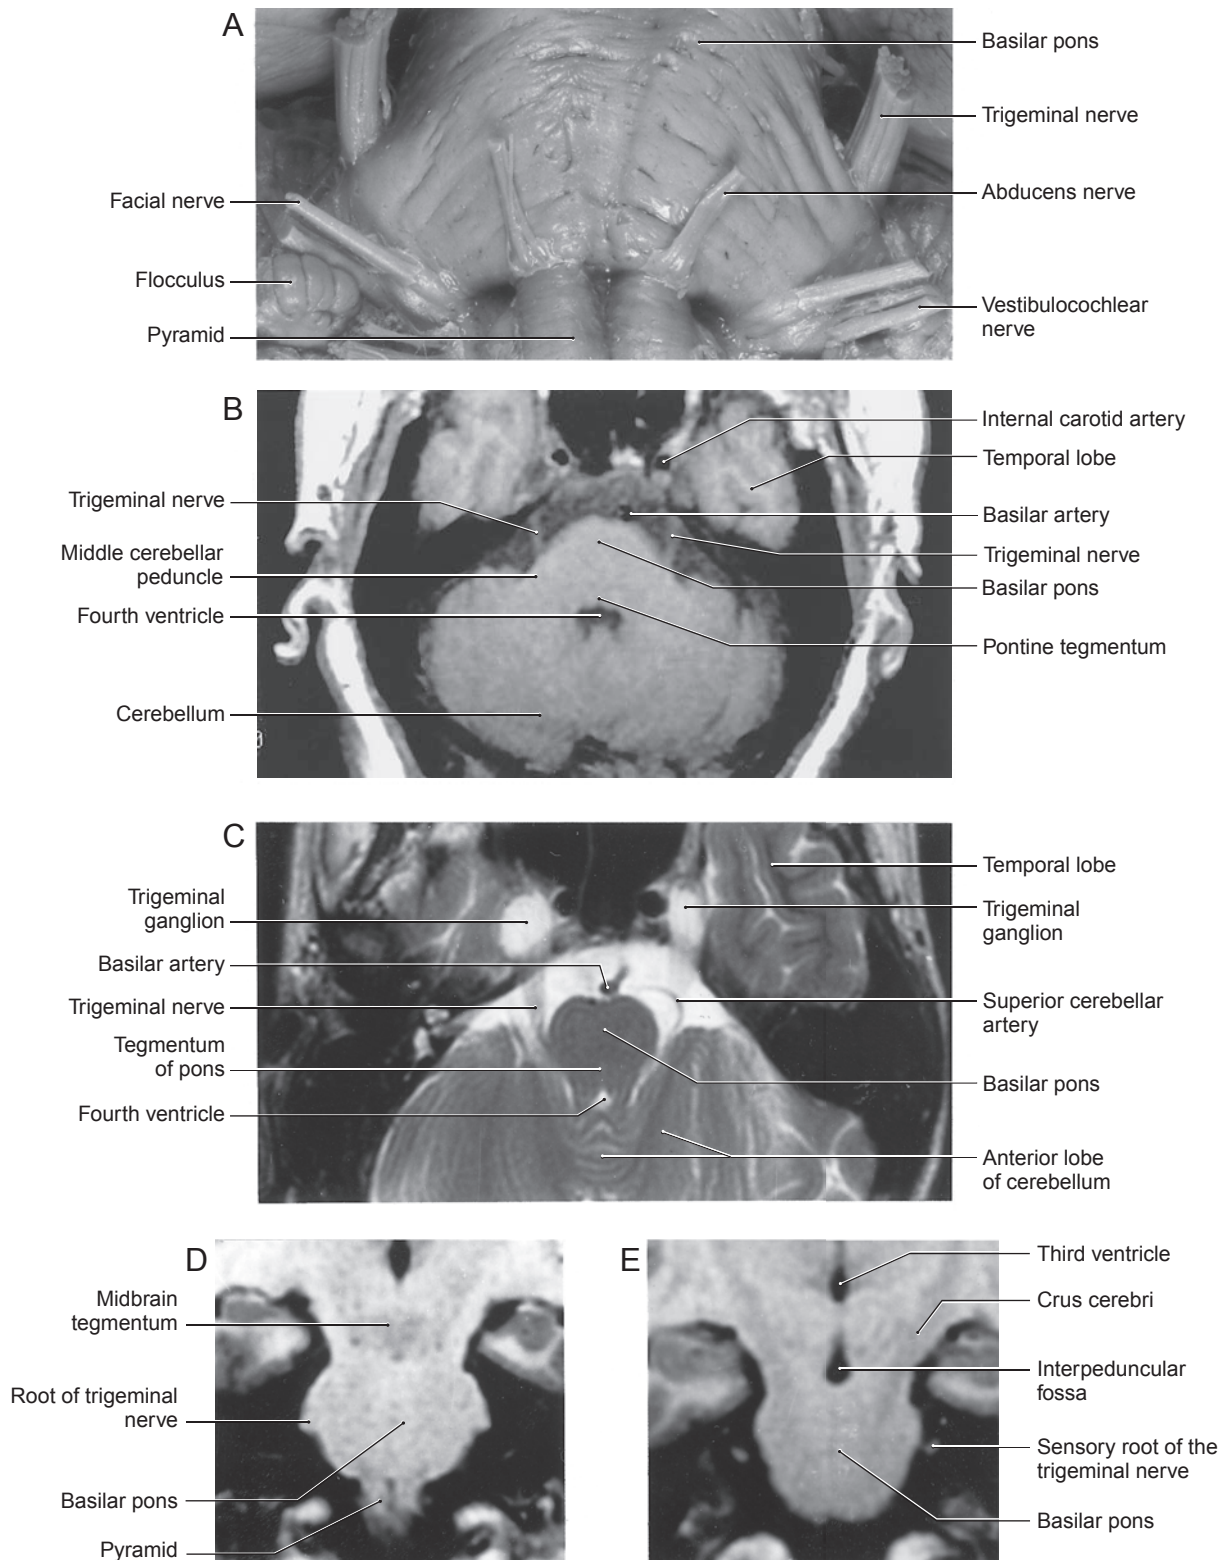 A
Basilar pons
Trigeminal nerve
Facial nerve
Abducens nerve
Flocculus
Pyramid
Vestibulocochlear
nerve
B
Internal carotid artery
Temporal lobe
Trigeminal nerve
Basilar artery
Middle cerebellar
peduncle
Trigeminal nerve
Basilar pons
Fourth ventricle
Pontine tegmentum
Cerebellum
C
Temporal lobe
Trigeminal
ganglion
Trigeminal
ganglion
Basilar artery
Trigeminal nerve
Superior cerebellar
artery
Tegmentum
of pons
Basilar pons
Fourth ventricle
Anterior lobe
of cerebellum
D
Midbrain
tegmentum
Root of trigeminal
nerve
Basilar pons
Pyramid
E
Third ventricle
Crus cerebri
Interpeduncular
fossa
Sensory root of the
trigeminal nerve
Basilar pons